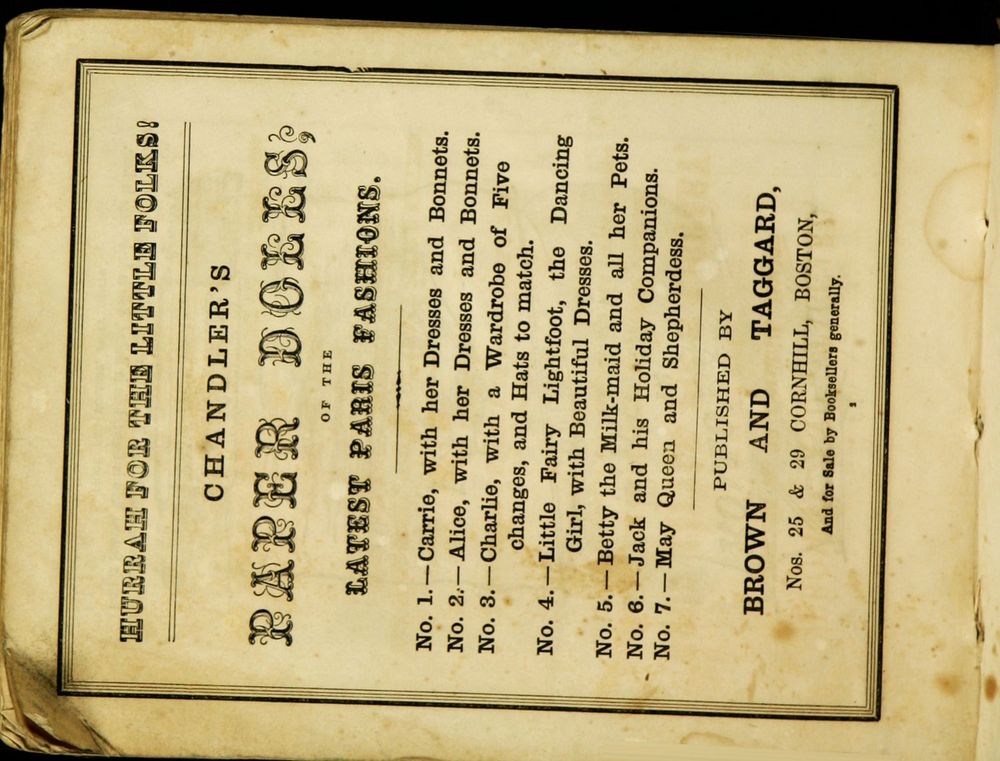 HURRAH FOR THE LITTLE FOLKS!
CHANDLER'S
PAPER DOLLS,
OF THE
LATEST PARIS FASHIONS.
No. 1.—Carrie, with her Dresses and Bonnets.
No. 2.—Alice, with her Dresses and Bonnets.
No. 3.—Charlie, with a Wardrobe of Five
changes, and Hats to match.
No. 4.—Little Fairy Lightfoot, the Dancing
Girl, with Beautiful Dresses.
No. 5.—Betty the Milk-maid and all her Pets.
No. 6.—Jack and his Holiday Companions.
No. 7.—May Queen and Shepherdess.
PUBLISHED BY
BROWN AND TAGGARD,
Nos. 25 & 29 CORNHILL, BOSTON,
And for Sale by Booksellers generally.
2